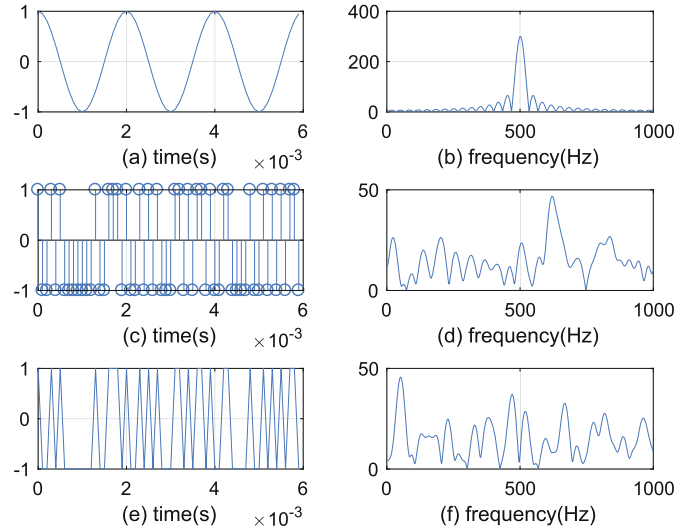 1
0
-1
0 2 4 6
(a) time(s) × 10-3
400
200
0
0 500 1000
(b) frequency(Hz)
1
0
-1
0 2 4 6
(c) time(s) × 10-3
50
0
0 500 1000
(d) frequency(Hz)
1
0
-1
0 2 4 6
(e) time(s) × 10-3
50
0
0 500 1000
(f) frequency(Hz)